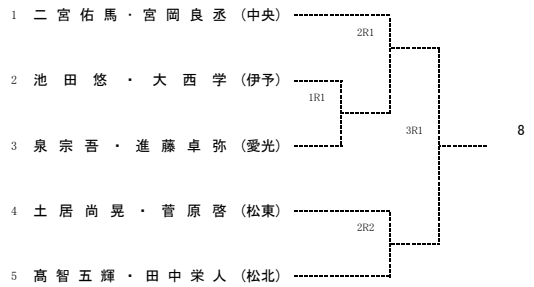 1 二宮佑馬・宮岡良丞（中央）
2R1
2 池田悠・大西学（伊予）
1R1
3 泉宗吾・進藤卓弥（愛光）
3R1
8
4 土居尚晃・菅原啓（松東）
2R2
5 髙智五輝・田中栄人（松北）